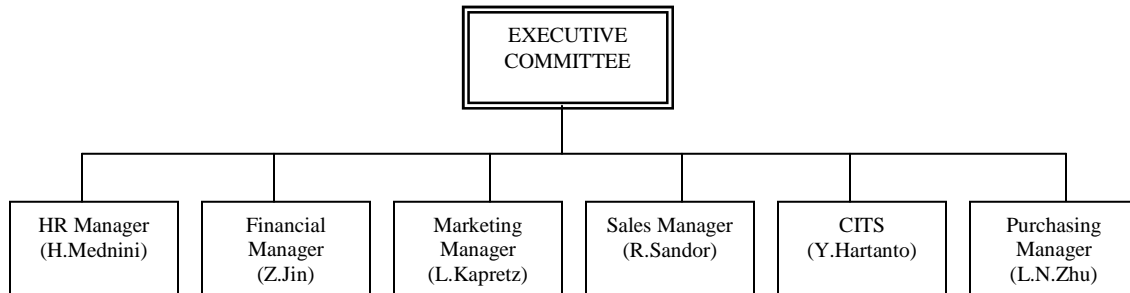 EXECUTIVE
COMMITTEE
HR Manager
(H.Mednini)
Financial
Manager
(Z.Jin)
Marketing
Manager
(L.Kapretz)
Sales Manager
(R.Sandor)
CITS
(Y.Hartanto)
Purchasing
Manager
(L.N.Zhu)